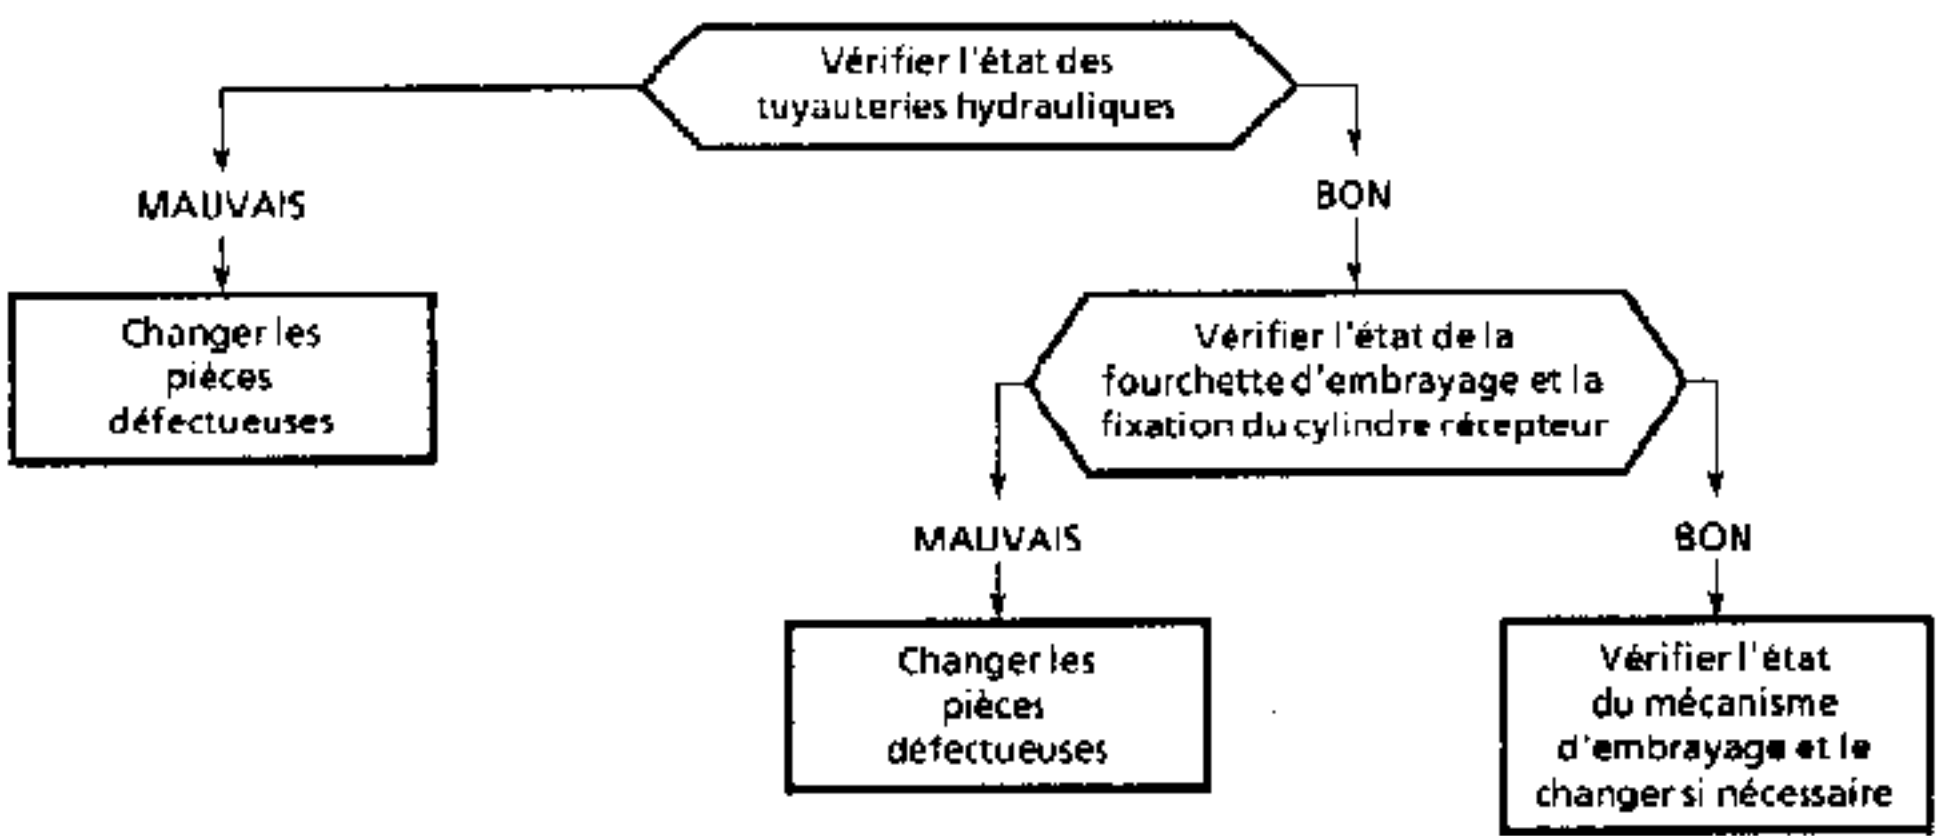 Vérifier l'état des
tuyauteries hydrauliques
MAUVAIS
BON
Changer les
pièces
défectueuses
Vérifier l'état de la
fourchette d'embrayage et la
fixation du cylindre récepteur
MAUVAIS
BON
Changer les
pièces
défectueuses
Vérifier l'état
du mécanisme
d'embrayage et le
changer si nécessaire